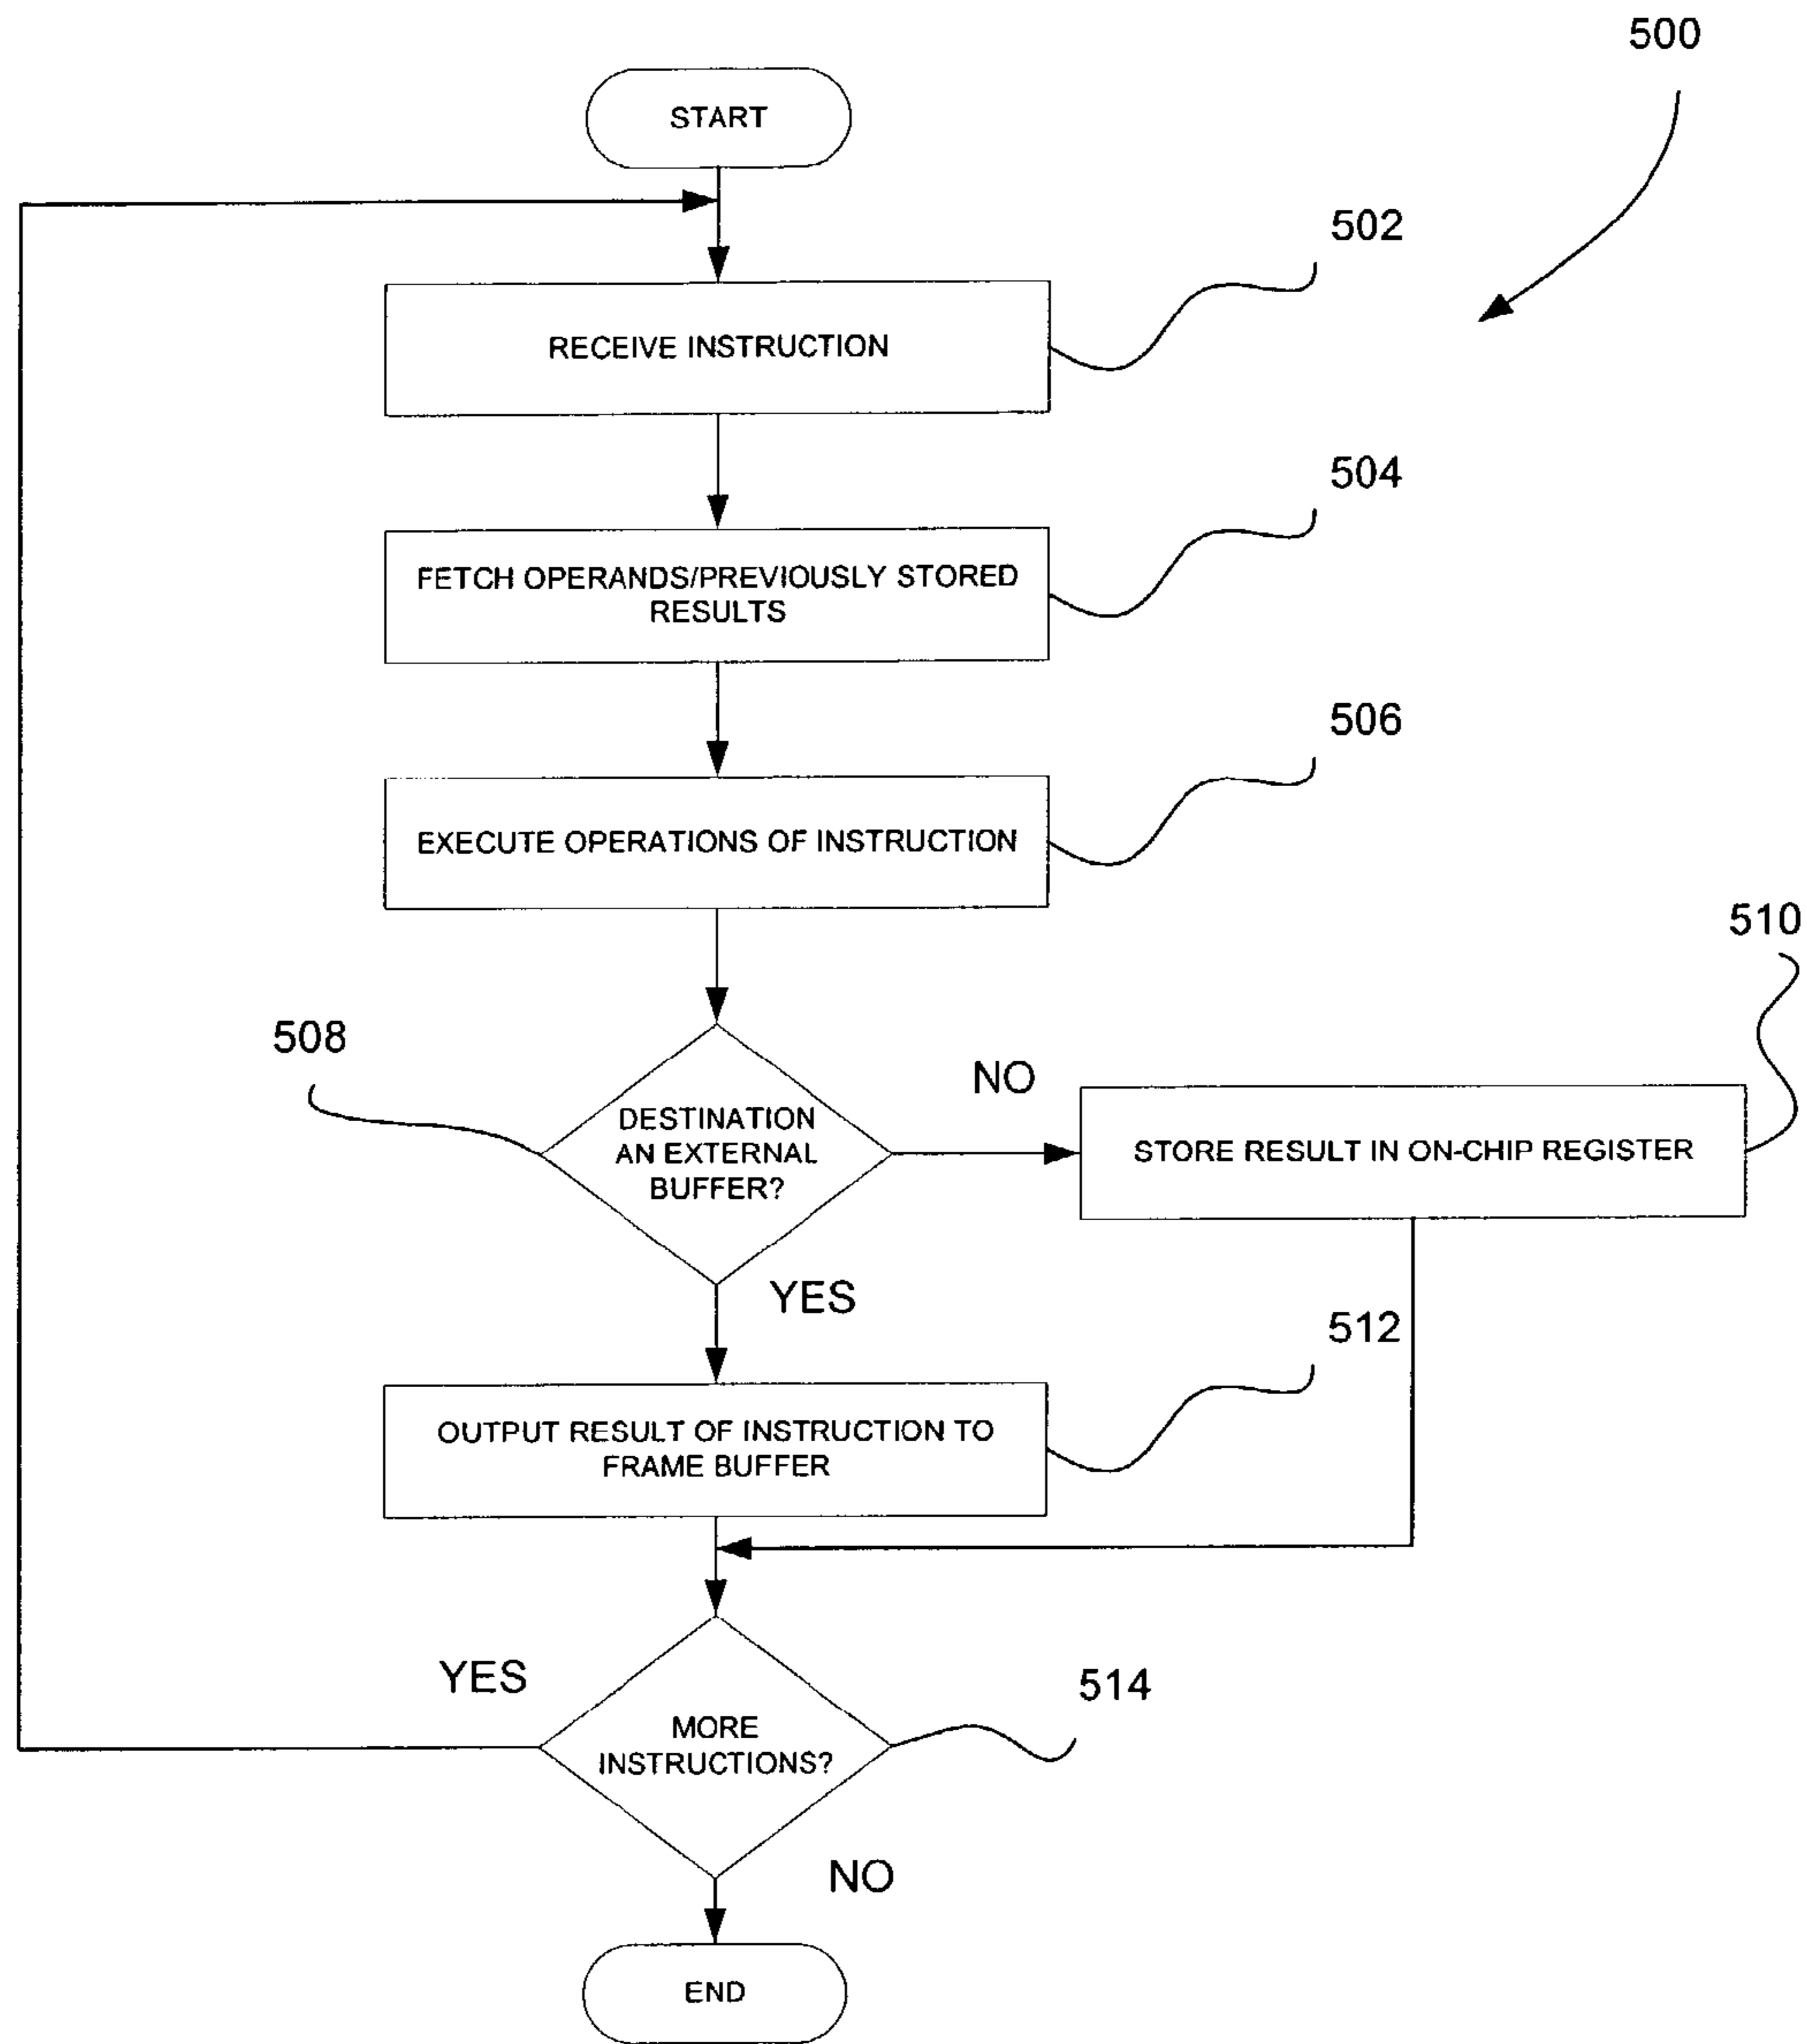 500
START
502
RECEIVE INSTRUCTION
504
FETCH OPERANDS/PREVIOUSLY STORED
RESULTS
506
EXECUTE OPERATIONS OF INSTRUCTION
510
508
NO
DESTINATION
AN EXTERNAL
BUFFER?
STORE RESULT IN ON-CHIP REGISTER
YES
512
OUTPUT RESULT OF INSTRUCTION TO
FRAME BUFFER
YES
514
MORE
INSTRUCTIONS?
NO
END